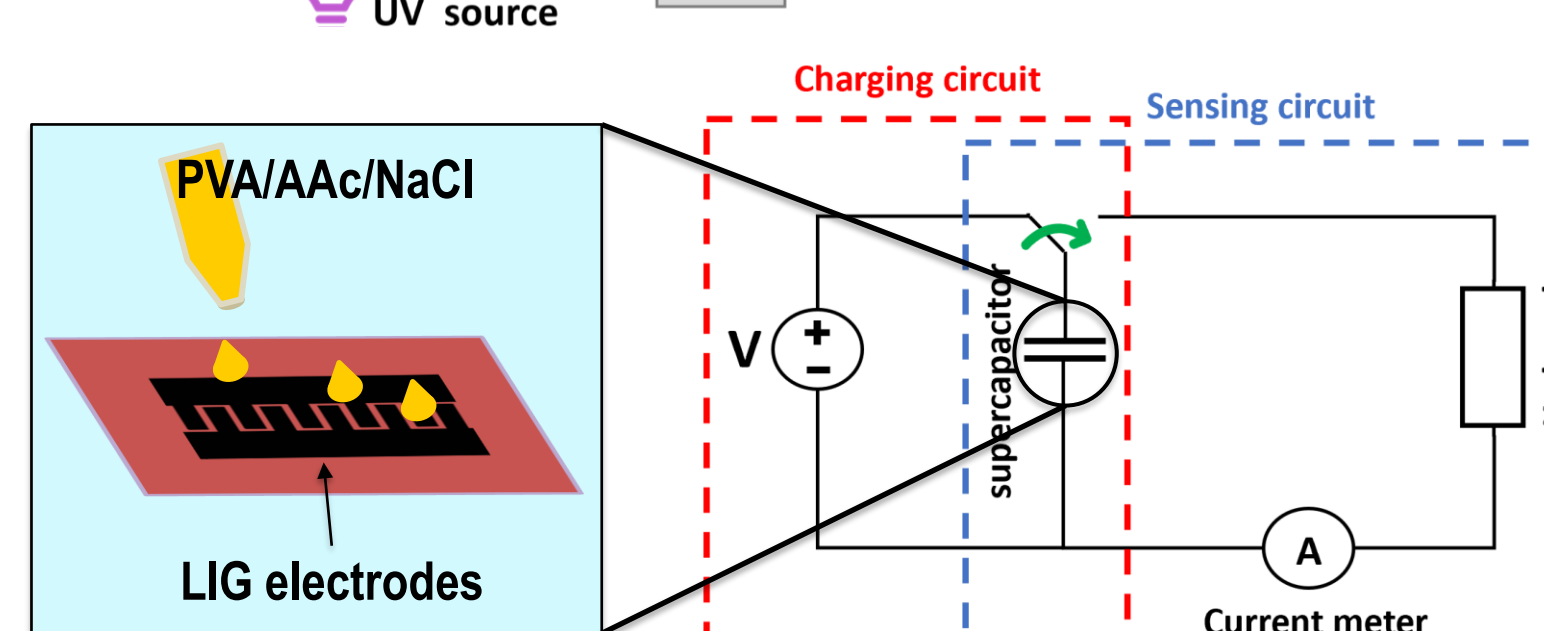 UV source
Charging circuit
Sensing circuit
PVA/AAc/NaCl
V
+
−
supercapacitor
A
LIG electrodes
Current meter